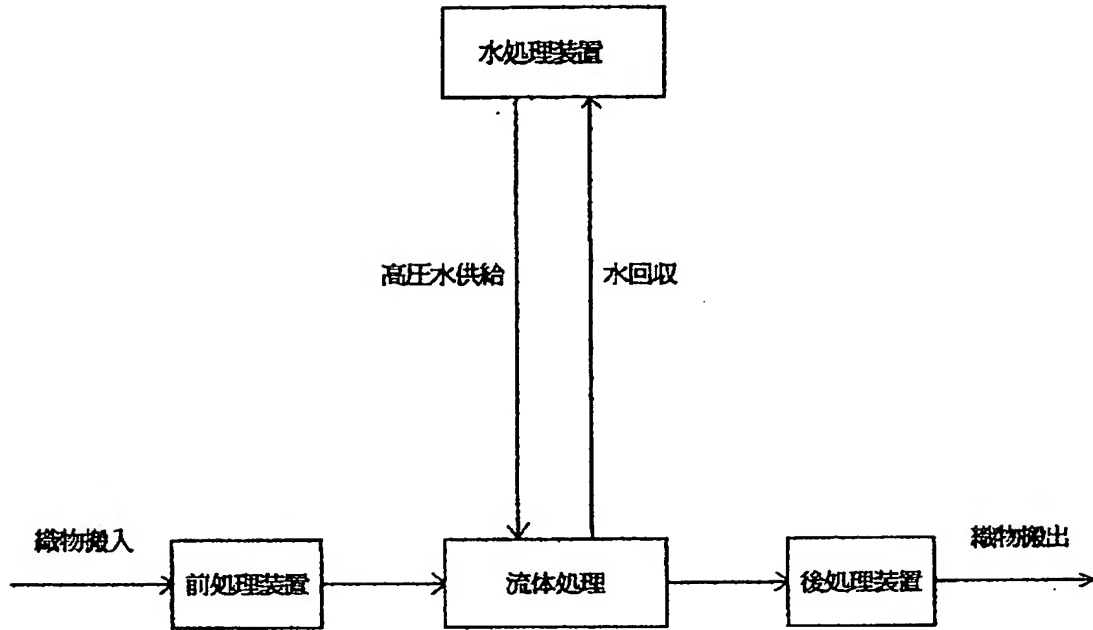 水処理装置
高圧水供給
水回収
織物搬入
織物搬出
前処理装置
流体処理
後処理装置